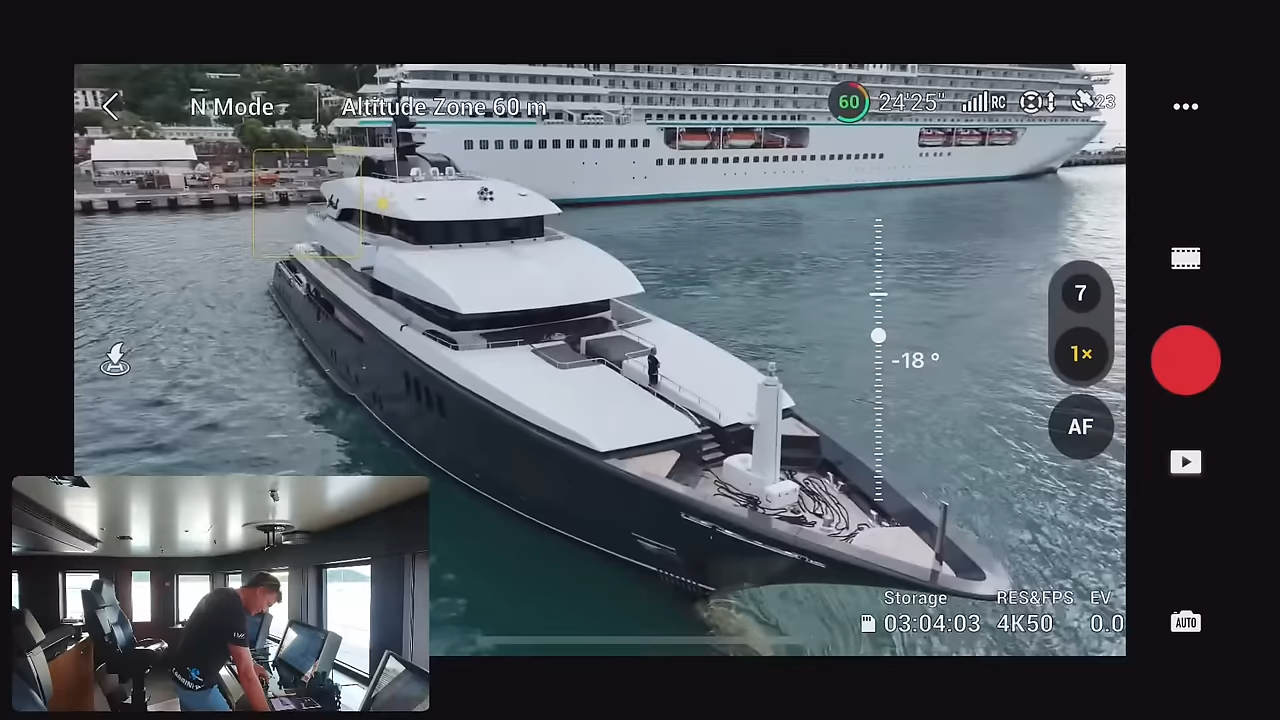 N Mode
Altitude Zone 60 m
60
24'25"
RC
23
7
1×
-18 °
AF
Storage
RES&FPS
EV
03:04:03
4K50
0.0
AUTO